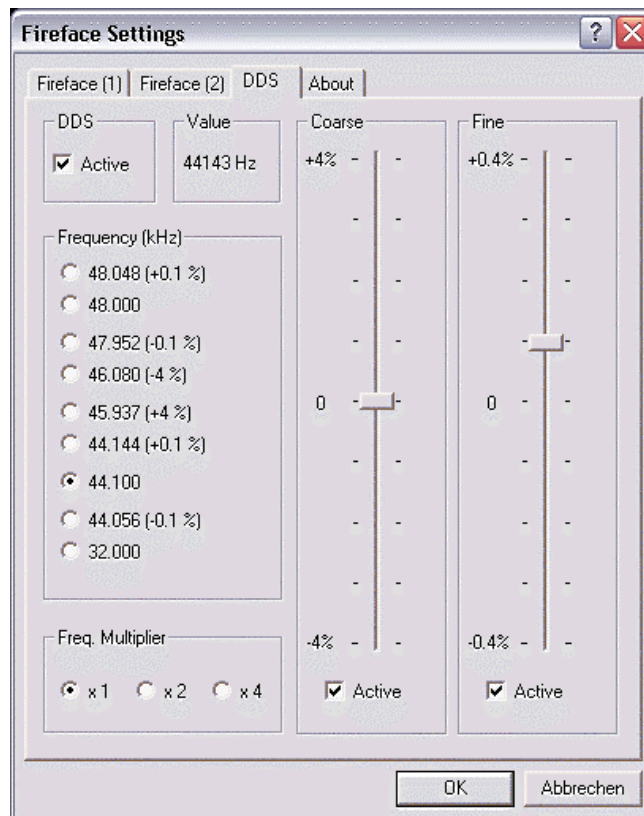 Fireface Settings
Fireface (1) Fireface (2) DDS About
DDS
Active
Value
44143 Hz
Frequency (kHz)
48.048 (+0.1 %)
48.000
47.952 (-0.1 %)
46.080 (-4 %)
45.937 (+4 %)
44.144 (+0.1 %)
44.100
44.056 (-0.1 %)
32.000
Freq. Multiplier
x 1 x 2 x 4
Coarse
+4%
0
-4%
Active
Fine
+0.4%
0
-0.4%
Active
OK Abbrechen